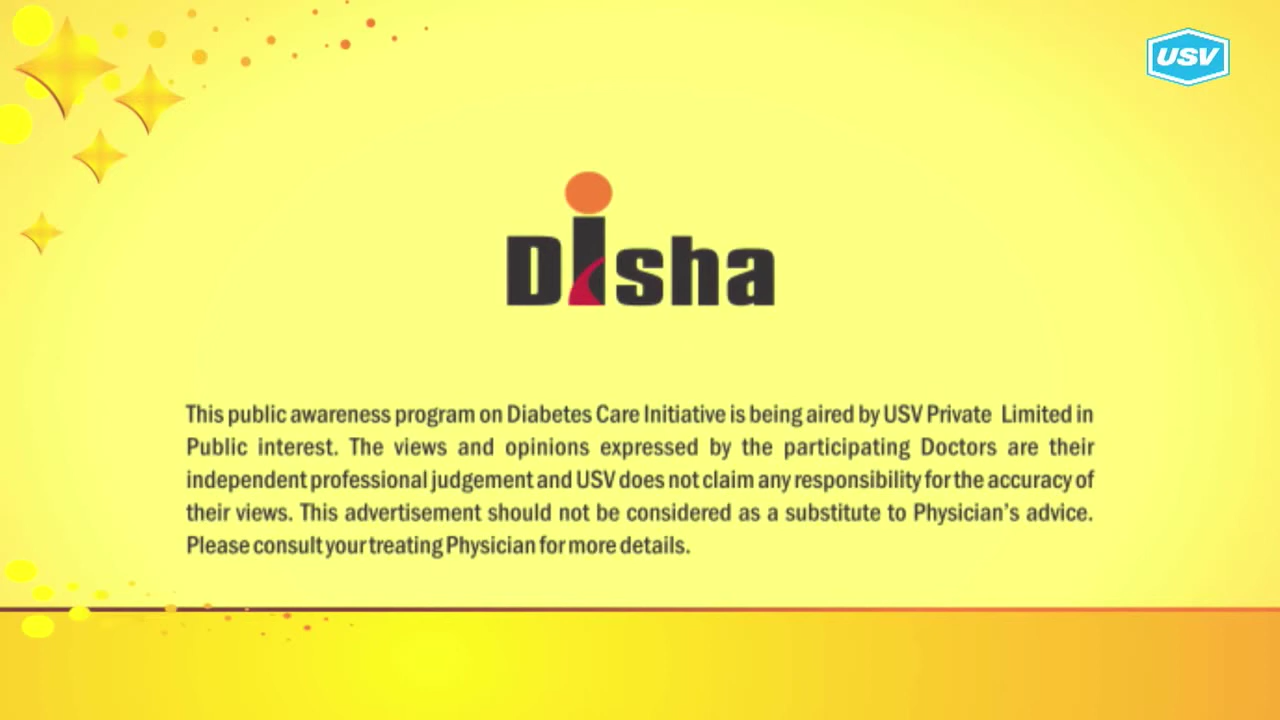 USV
Disha
This public awareness program on Diabetes Care Initiative is being aired by USV Private Limited in
Public interest. The views and opinions expressed by the participating Doctors are their
independent professional judgement and USV does not claim any responsibility for the accuracy of
their views. This advertisement should not be considered as a substitute to Physician's advice.
Please consult your treating Physician for more details.